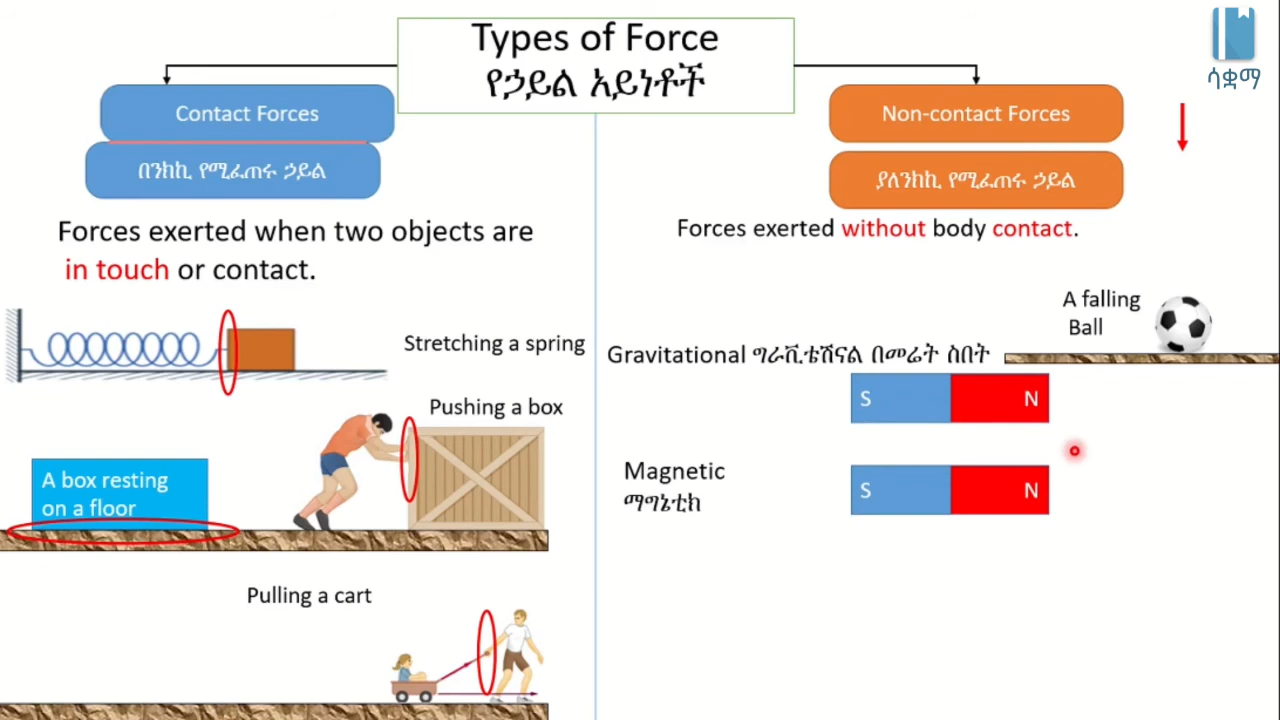 Types of Force
የኃይል አይነቶች
ሳቋማ
Contact Forces
በንክኪ የሚፈጠሩ ኃይል
Forces exerted when two objects are
in touch or contact.
Stretching a spring
Pushing a box
A box resting
on a floor
Pulling a cart
Non-contact Forces
ያለንክኪ የሚፈጠሩ ኃይል
Forces exerted without body contact.
A falling
Ball
Gravitational ግራቪቴሽናል በመሬት ስበት
S N
Magnetic
ማግኔቲክ
S N